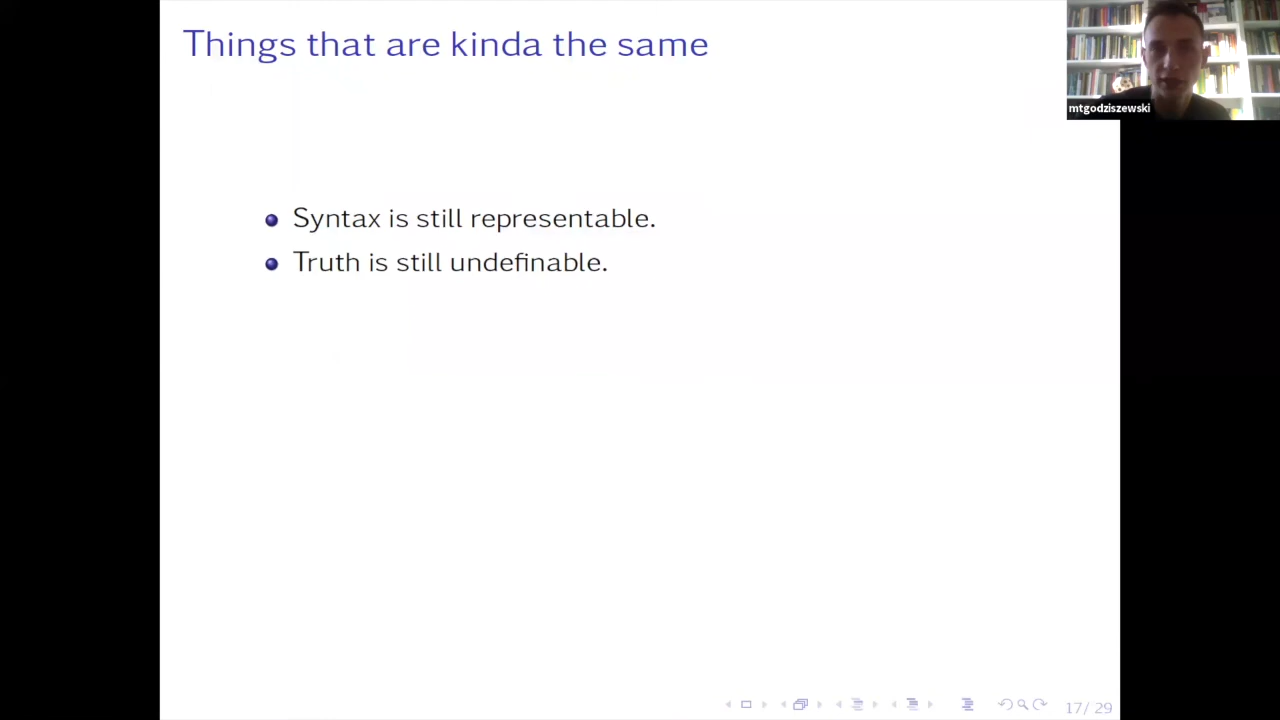 Things that are kinda the same
mtgodziszewski
Syntax is still representable.
Truth is still undefinable.
17/29